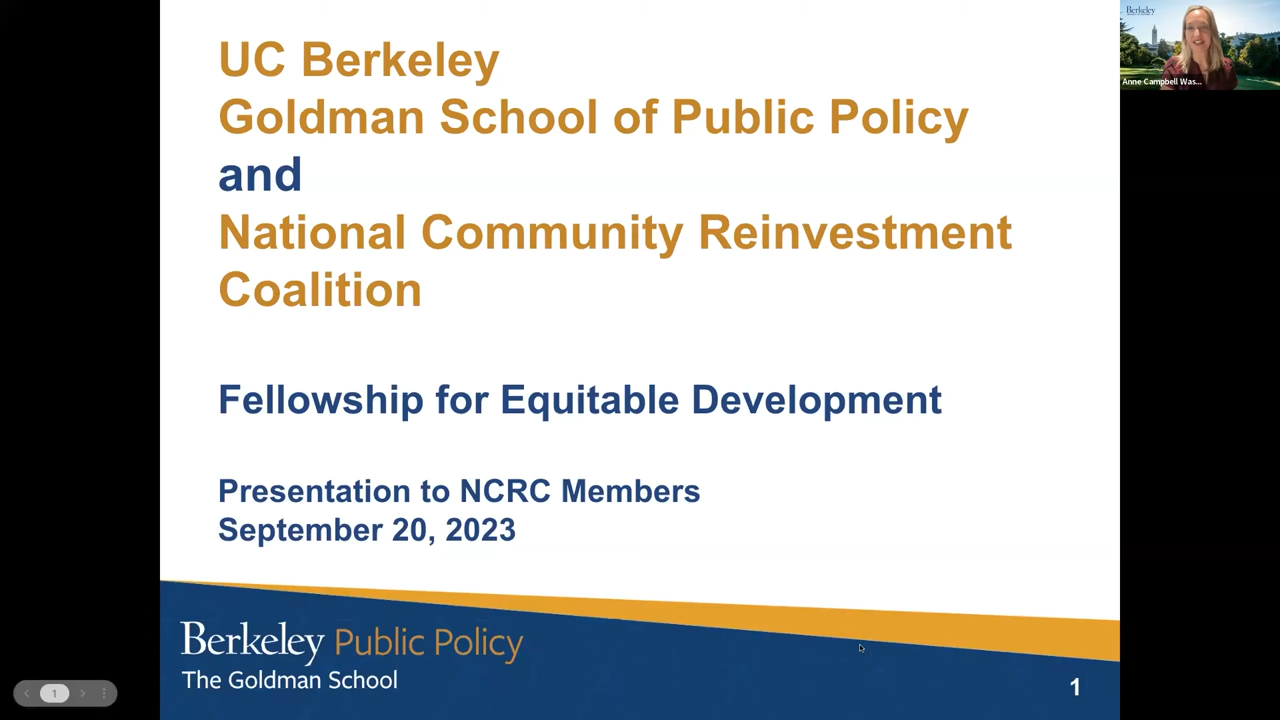 UC Berkeley
Goldman School of Public Policy
and
National Community Reinvestment
Coalition
Fellowship for Equitable Development
Presentation to NCRC Members
September 20, 2023
Berkeley Public Policy
The Goldman School
1
1
Berkeley
Anne Campbell Was...